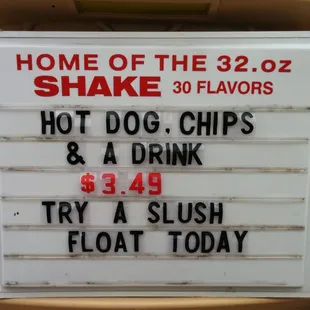 HOME OF THE 32.oz
SHAKE 30 FLAVORS
HOT DOG, CHIPS
& A DRINK
$3.49
TRY A SLUSH
FLOAT TODAY